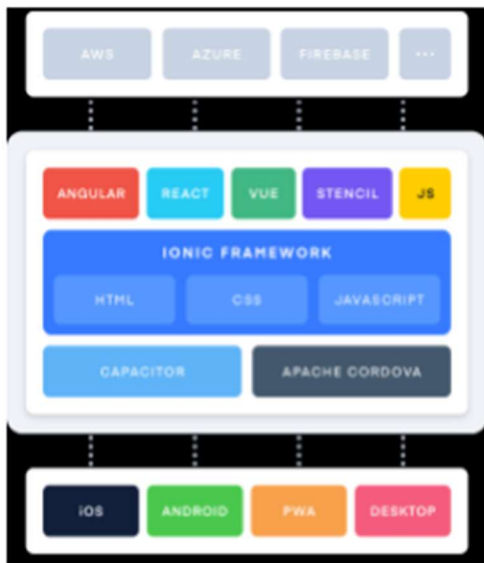 AWS AZURE FIREBASE ...
ANGULAR REACT VUE STENCIL JS
IONIC FRAMEWORK
HTML CSS JAVASCRIPT
CAPACITOR APACHE CORDOVA
iOS ANDROID PWA DESKTOP